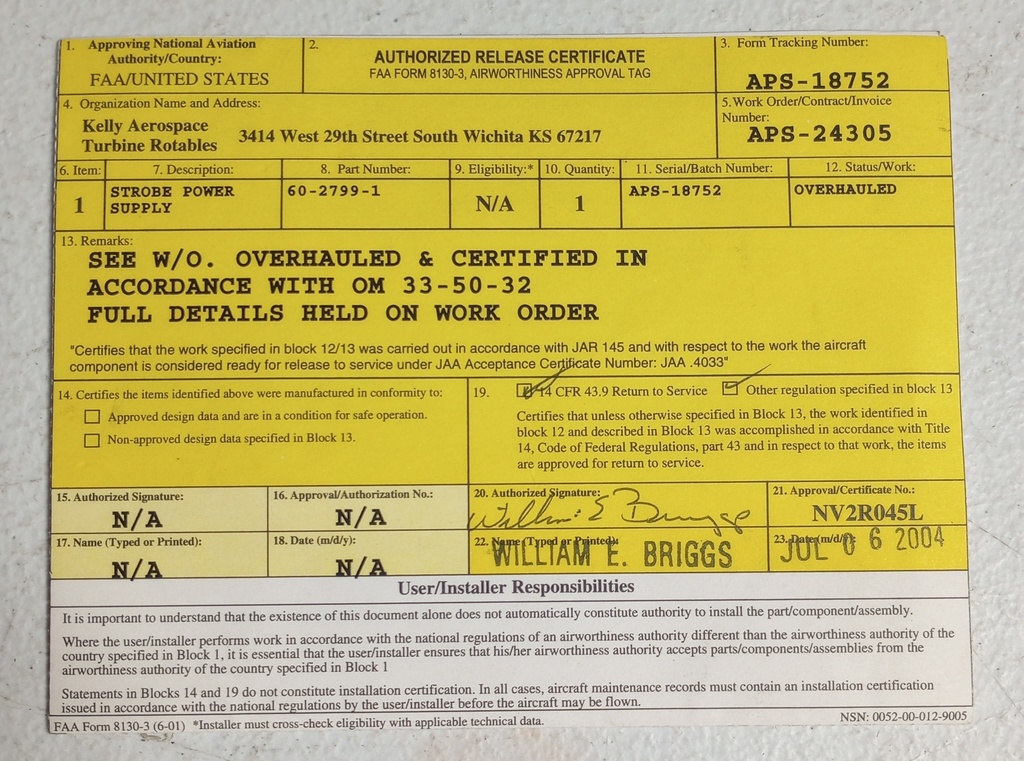 1. Approving National Aviation
Authority/Country:
FAA/UNITED STATES
2.
AUTHORIZED RELEASE CERTIFICATE
FAA FORM 8130-3, AIRWORTHINESS APPROVAL TAG
3. Form Tracking Number:
APS-18752
4. Organization Name and Address:
Kelly Aerospace
Turbine Rotables
3414 West 29th Street South Wichita KS 67217
5.Work Order/Contract/Invoice
Number:
APS-24305
6. Item:
1
7. Description:
STROBE POWER
SUPPLY
8. Part Number:
60-2799-1
9. Eligibility:*
N/A
10. Quantity:
1
11. Serial/Batch Number:
APS-18752
12. Status/Work:
OVERHAULED
13. Remarks:
SEE W/O. OVERHAULED & CERTIFIED IN
ACCORDANCE WITH OM 33-50-32
FULL DETAILS HELD ON WORK ORDER
"Certifies that the work specified in block 12/13 was carried out in accordance with JAR 145 and with respect to the work the aircraft
component is considered ready for release to service under JAA Acceptance Certificate Number: JAA .4033"
14. Certifies the items identified above were manufactured in conformity to:
Approved design data and are in a condition for safe operation.
Non-approved design data specified in Block 13.
19. 14 CFR 43.9 Return to Service Other regulation specified in block 13
Certifies that unless otherwise specified in Block 13, the work identified in
block 12 and described in Block 13 was accomplished in accordance with Title
14, Code of Federal Regulations, part 43 and in respect to that work, the items
are approved for return to service.
15. Authorized Signature:
N/A
16. Approval/Authorization No.:
N/A
20. Authorized Signature:
William E Briggs
21. Approval/Certificate No.:
NV2R045L
17. Name (Typed or Printed):
N/A
18. Date (m/d/y):
N/A
22. Name (Typed or Printed):
WILLIAM E. BRIGGS
23. Date (m/d/y):
JUL 06 2004
User/Installer Responsibilities
It is important to understand that the existence of this document alone does not automatically constitute authority to install the part/component/assembly.
Where the user/installer performs work in accordance with the national regulations of an airworthiness authority different than the airworthiness authority of the
country specified in Block 1, it is essential that the user/installer ensures that his/her airworthiness authority accepts parts/components/assemblies from the
airworthiness authority of the country specified in Block 1
Statements in Blocks 14 and 19 do not constitute installation certification. In all cases, aircraft maintenance records must contain an installation certification
issued in accordance with the national regulations by the user/installer before the aircraft may be flown.
FAA Form 8130-3 (6-01) *Installer must cross-check eligibility with applicable technical data.
NSN: 0052-00-012-9005